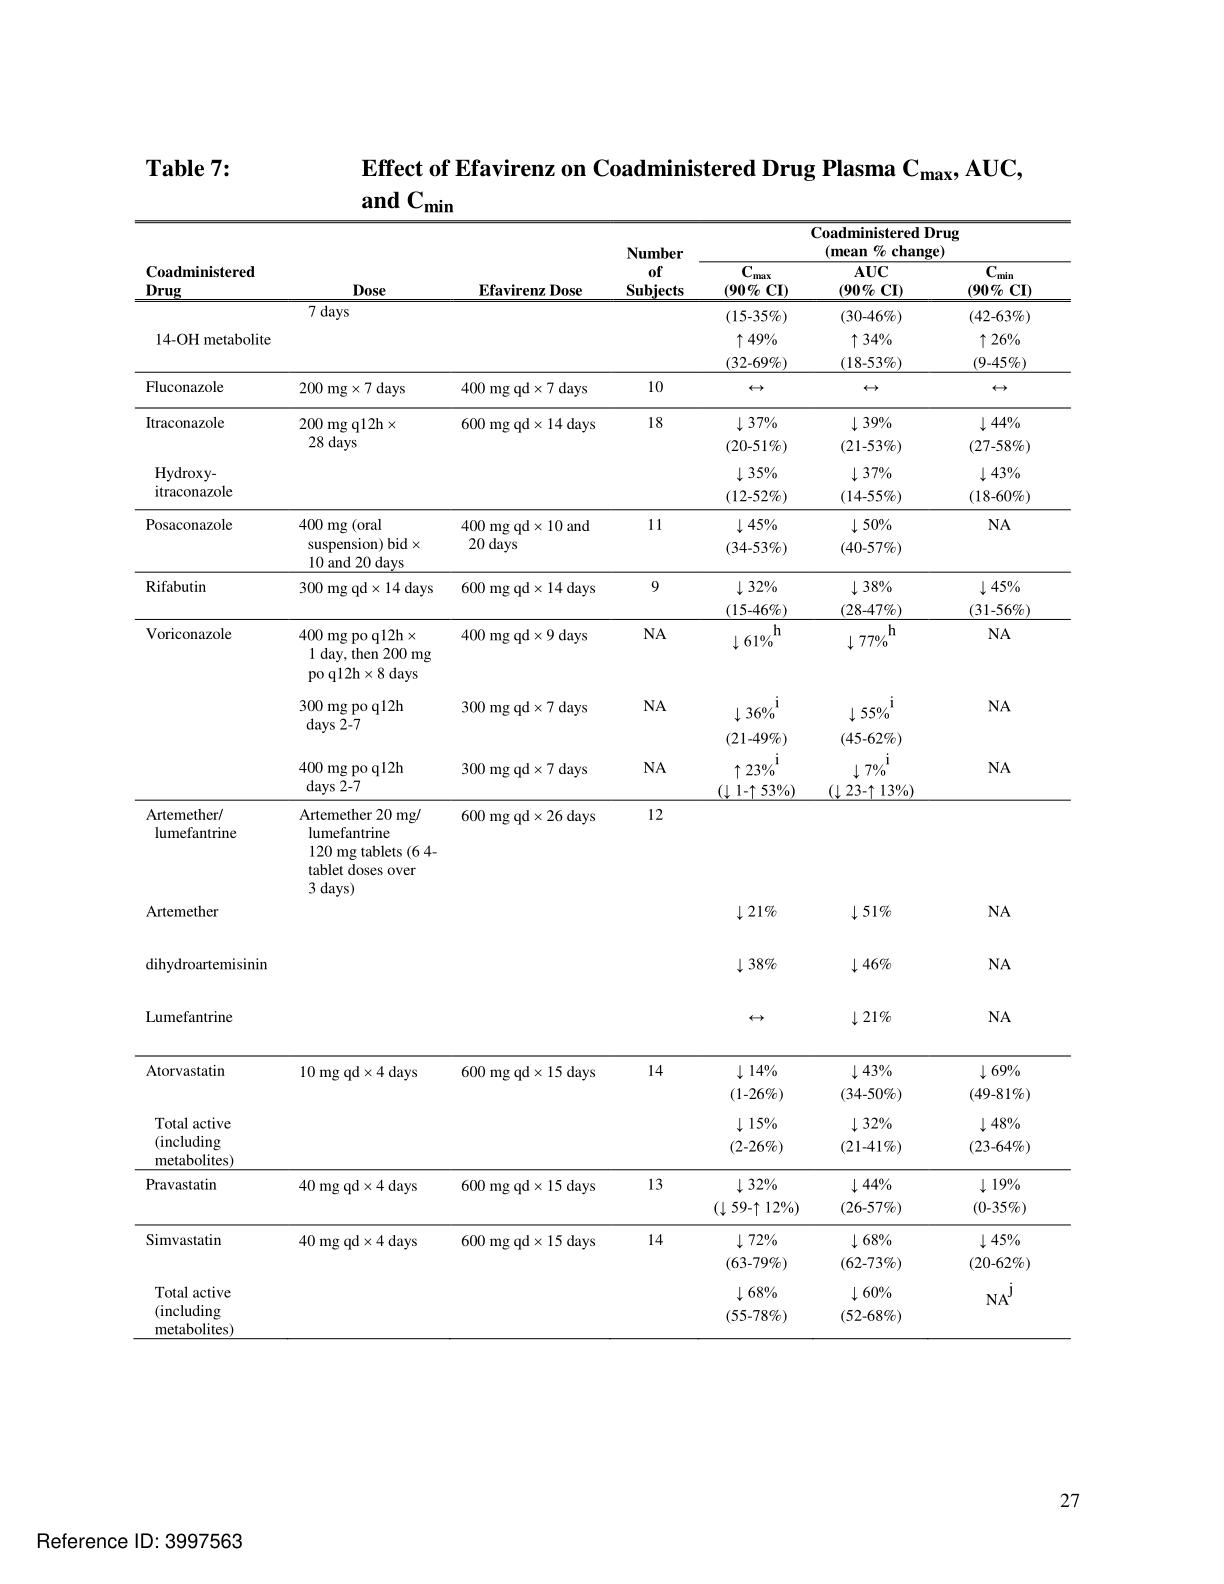 Table 7: Effect of Efavirenz on Coadministered Drug Plasma Cmax, AUC,
and Cmin
Coadministered Drug
(mean % change)
Coadministered
Drug
Dose
Efavirenz Dose
Number
of
Subjects
Cmax
(90% CI)
AUC
(90% CI)
Cmin
(90% CI)
7 days (15-35%) (30-46%) (42-63%)
14-OH metabolite ↑ 49% ↑ 34% ↑ 26%
(32-69%) (18-53%) (9-45%)
Fluconazole 200 mg × 7 days 400 mg qd × 7 days 10 ↔ ↔ ↔
Itraconazole 200 mg q12h × 600 mg qd × 14 days 18 ↓ 37% ↓ 39% ↓ 44%
28 days (20-51%) (21-53%) (27-58%)
Hydroxy- ↓ 35% ↓ 37% ↓ 43%
itraconazole (12-52%) (14-55%) (18-60%)
Posaconazole 400 mg (oral 400 mg qd × 10 and 11 ↓ 45% ↓ 50% NA
suspension) bid × 20 days (34-53%) (40-57%)
10 and 20 days
Rifabutin 300 mg qd × 14 days 600 mg qd × 14 days 9 ↓ 32% ↓ 38% ↓ 45%
(15-46%) (28-47%) (31-56%)
Voriconazole 400 mg po q12h × 400 mg qd × 9 days NA ↓ 61%h ↓ 77%h NA
1 day, then 200 mg
po q12h × 8 days
300 mg po q12h 300 mg qd × 7 days NA ↓ 36%i ↓ 55%i NA
days 2-7 (21-49%) (45-62%)
400 mg po q12h 300 mg qd × 7 days NA ↑ 23%i ↓ 7%i NA
days 2-7 (↓ 1-↑ 53%) (↓ 23-↑ 13%)
Artemether/ Artemether 20 mg/ 600 mg qd × 26 days 12
lumefantrine lumefantrine
120 mg tablets (6 4-
tablet doses over
3 days)
Artemether ↓ 21% ↓ 51% NA
dihydroartemisinin ↓ 38% ↓ 46% NA
Lumefantrine ↔ ↓ 21% NA
Atorvastatin 10 mg qd × 4 days 600 mg qd × 15 days 14 ↓ 14% ↓ 43% ↓ 69%
(1-26%) (34-50%) (49-81%)
Total active ↓ 15% ↓ 32% ↓ 48%
(including (2-26%) (21-41%) (23-64%)
metabolites)
Pravastatin 40 mg qd × 4 days 600 mg qd × 15 days 13 ↓ 32% ↓ 44% ↓ 19%
(↓ 59-↑ 12%) (26-57%) (0-35%)
Simvastatin 40 mg qd × 4 days 600 mg qd × 15 days 14 ↓ 72% ↓ 68% ↓ 45%
(63-79%) (62-73%) (20-62%)
Total active ↓ 68% ↓ 60% NAj
(including (55-78%) (52-68%)
metabolites)
27
Reference ID: 3997563